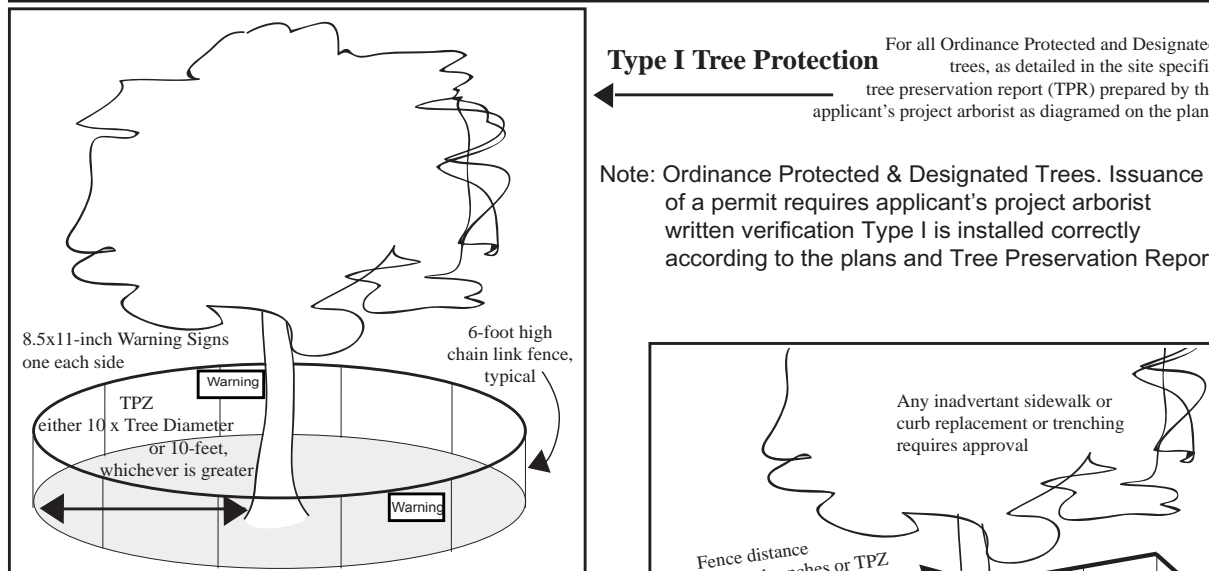 Type I Tree Protection
For all Ordinance Protected and Designated
trees, as detailed in the site specifi
tree preservation report (TPR) prepared by th
applicant's project arborist as diagramed on the plan
Note: Ordinance Protected & Designated Trees. Issuance
of a permit requires applicant's project arborist
written verification Type I is installed correctly
according to the plans and Tree Preservation Repor
8.5x11-inch Warning Signs
one each side
6-foot high
chain link fence,
typical
Warning
TPZ
either 10 x Tree Diameter
or 10-feet,
whichever is greater
Warning
Any inadvertant sidewalk or
curb replacement or trenching
requires approval
Fence distance
or TPZ